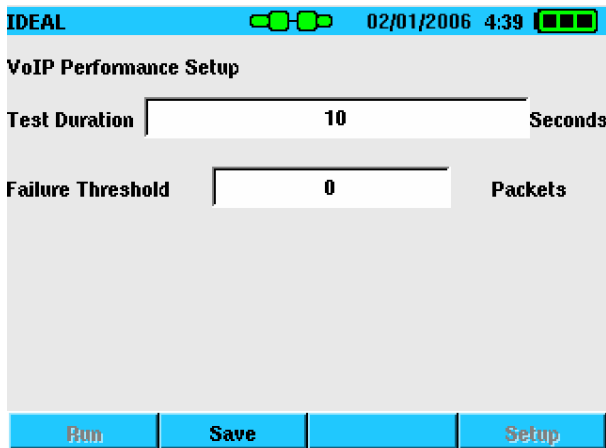 IDEAL 02/01/2006 4:39
VoIP Performance Setup
Test Duration 10 Seconds
Failure Threshold 0 Packets
Run Save Setup